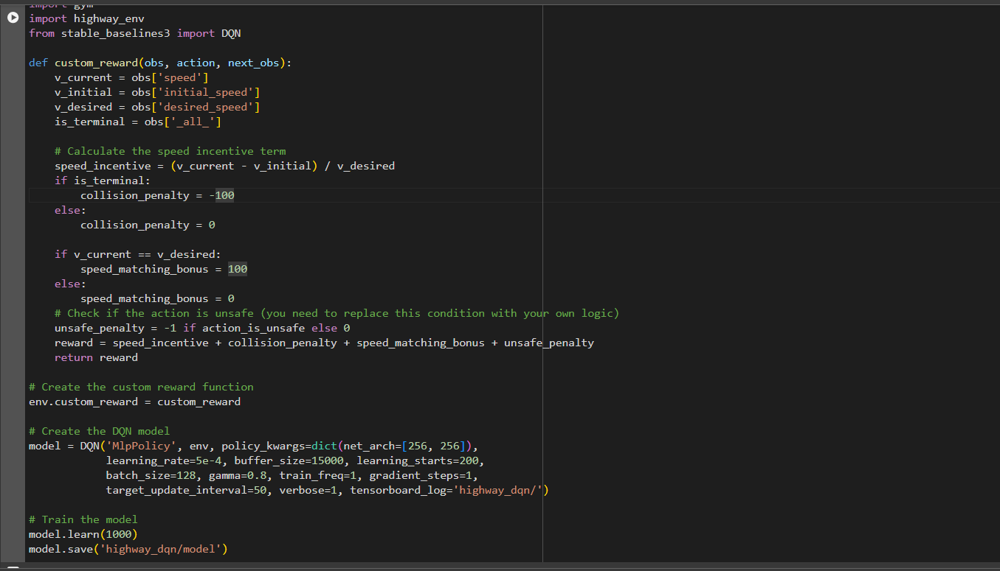 import gym
import highway_env
from stable_baselines3 import DQN
def custom_reward(obs, action, next_obs):
v_current = obs['speed']
v_initial = obs['initial_speed']
v_desired = obs['desired_speed']
is_terminal = obs['_all_']
# Calculate the speed incentive term
speed_incentive = (v_current - v_initial) / v_desired
if is_terminal:
collision_penalty = -100
else:
collision_penalty = 0
if v_current == v_desired:
speed_matching_bonus = 100
else:
speed_matching_bonus = 0
# Check if the action is unsafe (you need to replace this condition with your own logic)
unsafe_penalty = -1 if action_is_unsafe else 0
reward = speed_incentive + collision_penalty + speed_matching_bonus + unsafe_penalty
return reward
# Create the custom reward function
env.custom_reward = custom_reward
# Create the DQN model
model = DQN('MlpPolicy', env, policy_kwargs=dict(net_arch=[256, 256]),
learning_rate=5e-4, buffer_size=15000, learning_starts=200,
batch_size=128, gamma=0.8, train_freq=1, gradient_steps=1,
target_update_interval=50, verbose=1, tensorboard_log='highway_dqn/')
# Train the model
model.learn(1000)
model.save('highway_dqn/model')